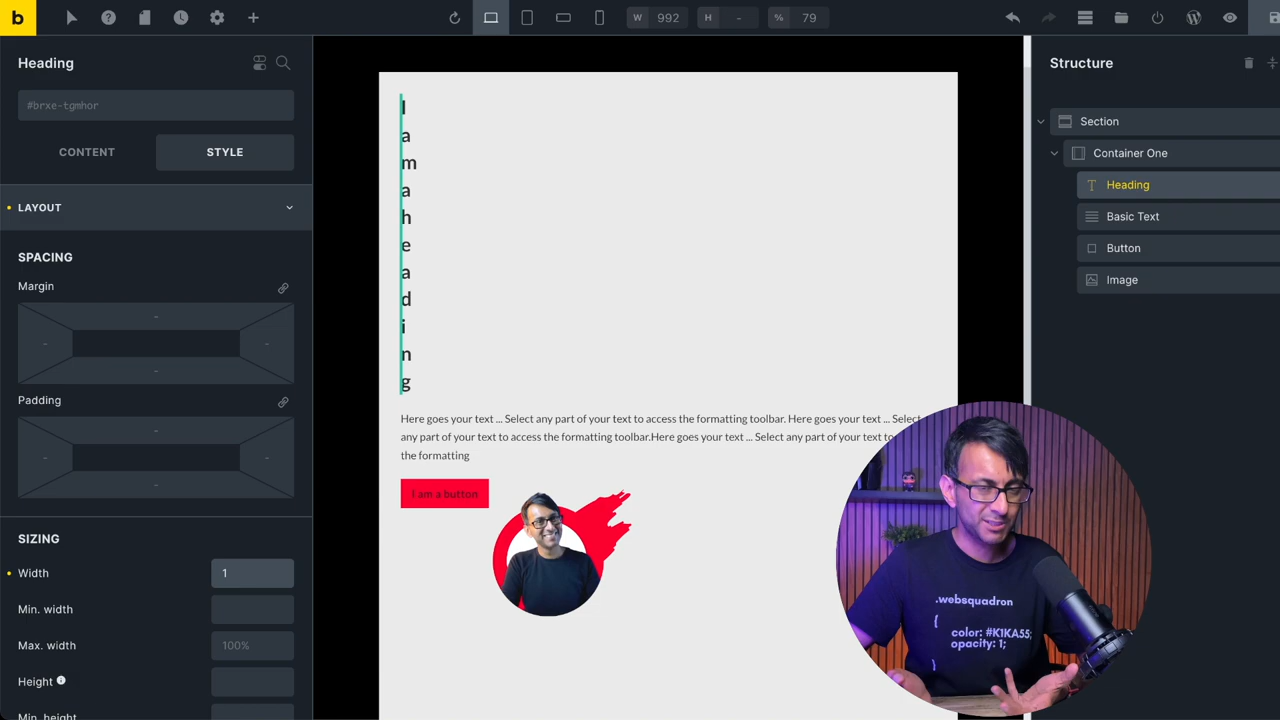 b
W 992
H -
% 79
Heading
#brxe-tgmhor
CONTENT
STYLE
LAYOUT
SPACING
Margin
-
-
-
-
Padding
-
-
-
-
SIZING
Width
1
Min. width
Max. width
100%
Height
Min. height
I
a
m
a
h
e
a
d
i
n
g
Here goes your text ... Select any part of your text to access the formatting toolbar. Here goes your text ... Select
any part of your text to access the formatting toolbar.Here goes your text ... Select any part of your text to
the formatting
I am a button
.websquadron
{
color: #K1KA55;
opacity: 1;
}
Structure
Section
Container One
Heading
Basic Text
Button
Image